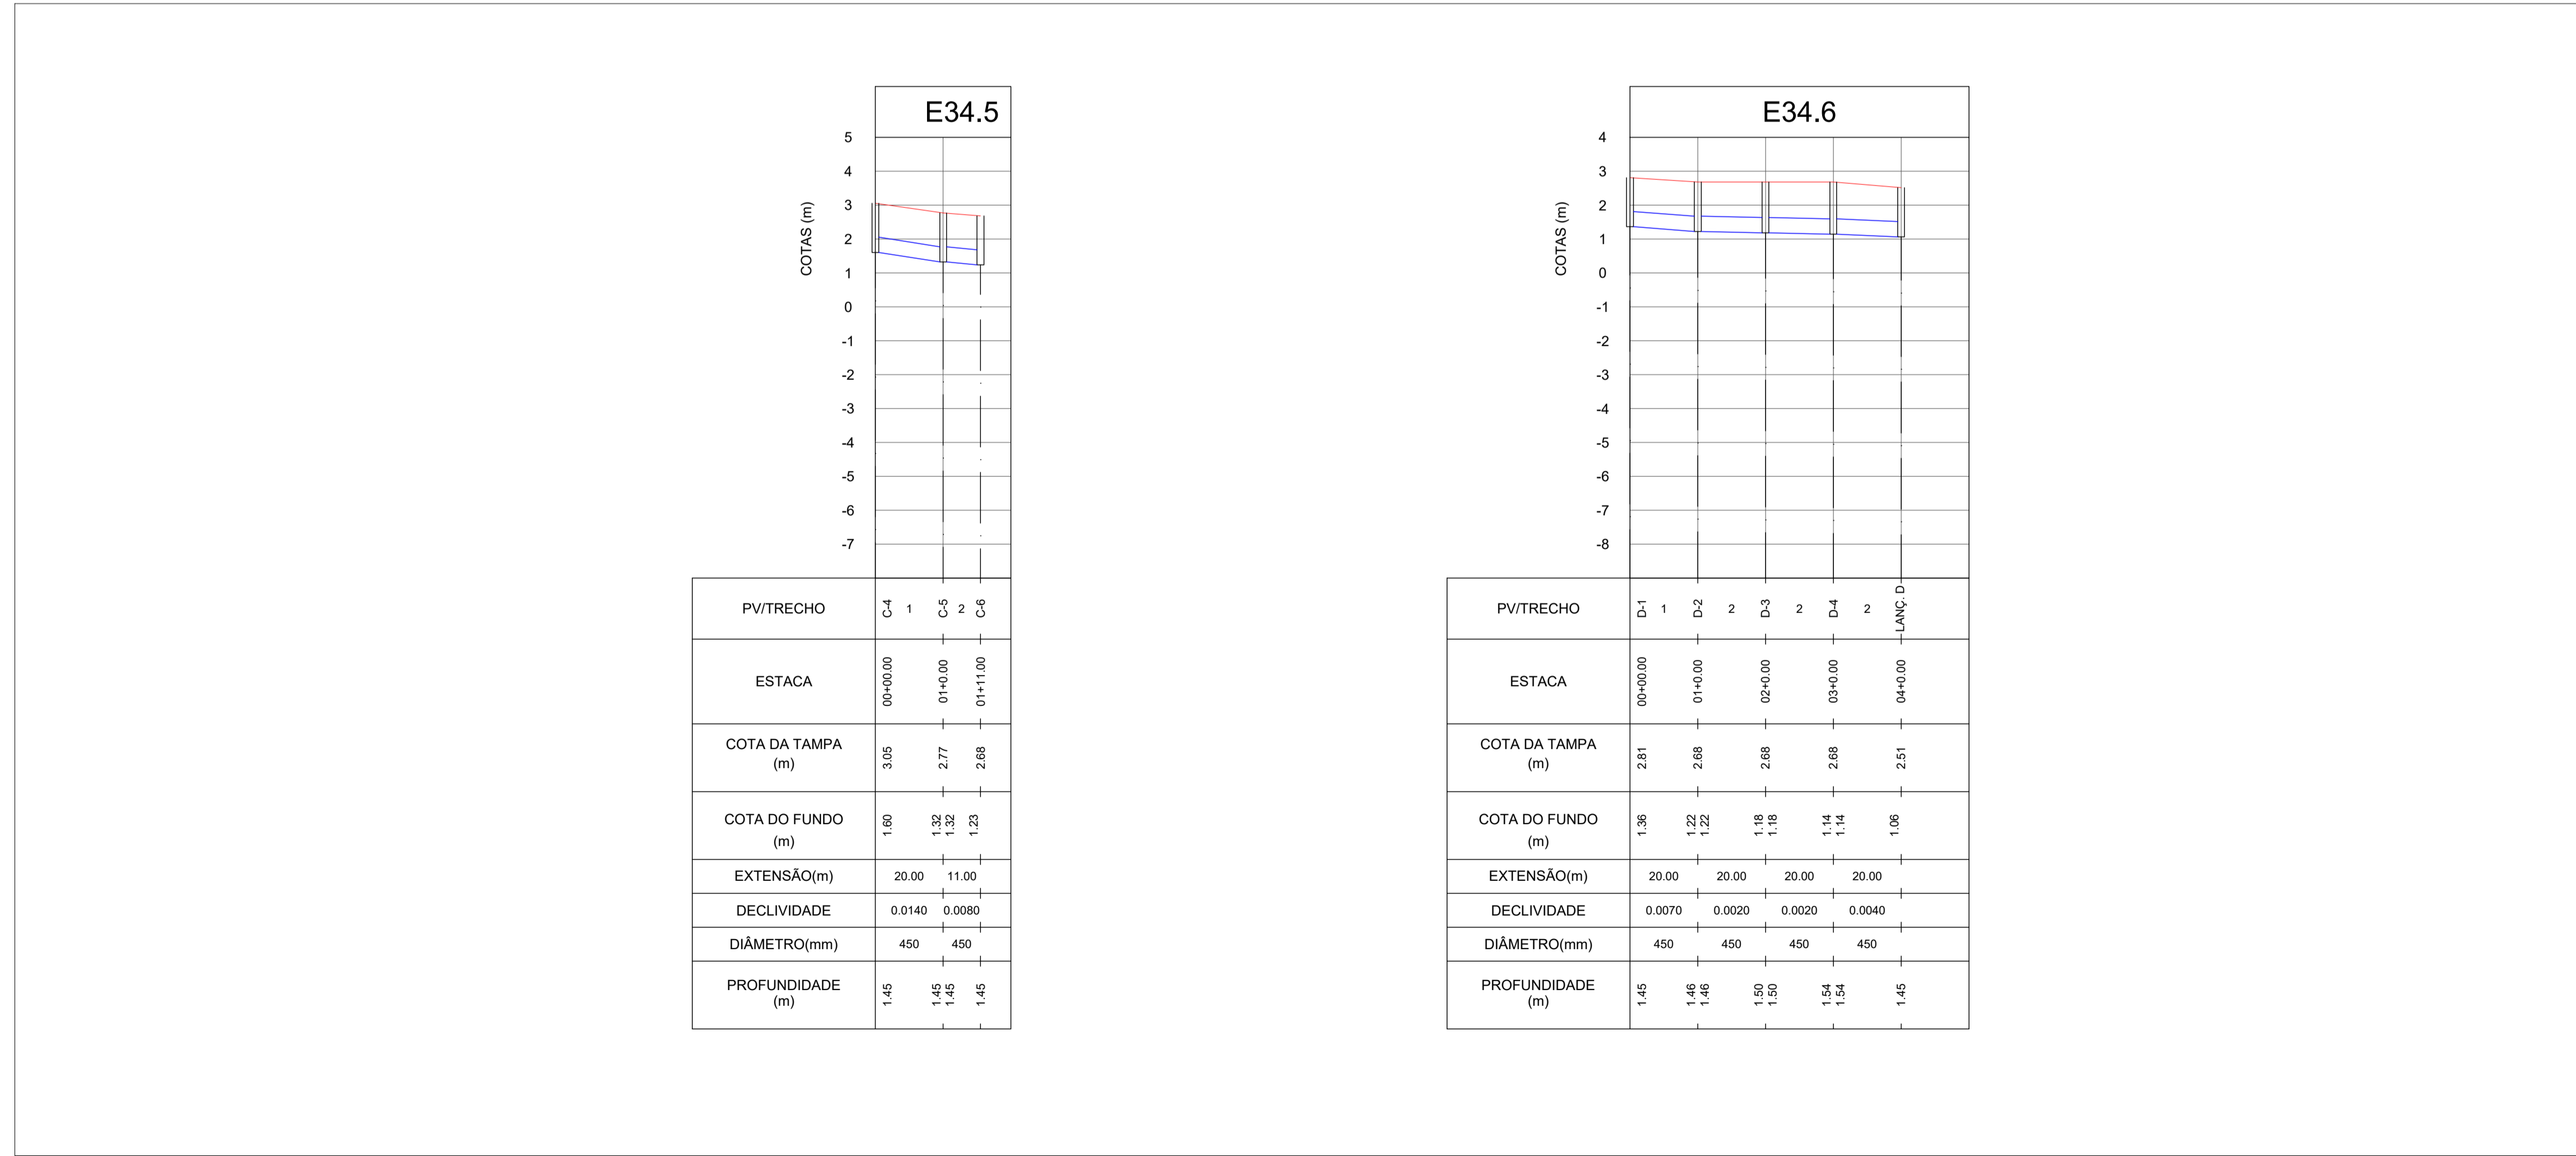 E34.5
5
4
3
2
1
0
-1
-2
-3
-4
-5
-6
-7
COTAS (m)
PV/TRECHO C-4 1 C-5 2 C-6
ESTACA 00+00.00 01+0.00 01+11.00
COTA DA TAMPA
(m) 3.05 2.77 2.68
COTA DO FUNDO
(m) 1.60 1.32 1.32 1.23
EXTENSÃO(m) 20.00 11.00
DECLIVIDADE 0.0140 0.0080
DIÂMETRO(mm) 450 450
PROFUNDIDADE
(m) 1.45 1.45 1.45 1.45
E34.6
4
3
2
1
0
-1
-2
-3
-4
-5
-6
-7
-8
COTAS (m)
PV/TRECHO D-1 1 D-2 2 D-3 2 D-4 2 LANÇ. D
ESTACA 00+00.00 01+0.00 02+0.00 03+0.00 04+0.00
COTA DA TAMPA
(m) 2.81 2.68 2.68 2.68 2.51
COTA DO FUNDO
(m) 1.36 1.22 1.22 1.18 1.18 1.14 1.14 1.06
EXTENSÃO(m) 20.00 20.00 20.00 20.00
DECLIVIDADE 0.0070 0.0020 0.0020 0.0040
DIÂMETRO(mm) 450 450 450 450
PROFUNDIDADE
(m) 1.45 1.46 1.46 1.50 1.50 1.54 1.54 1.45